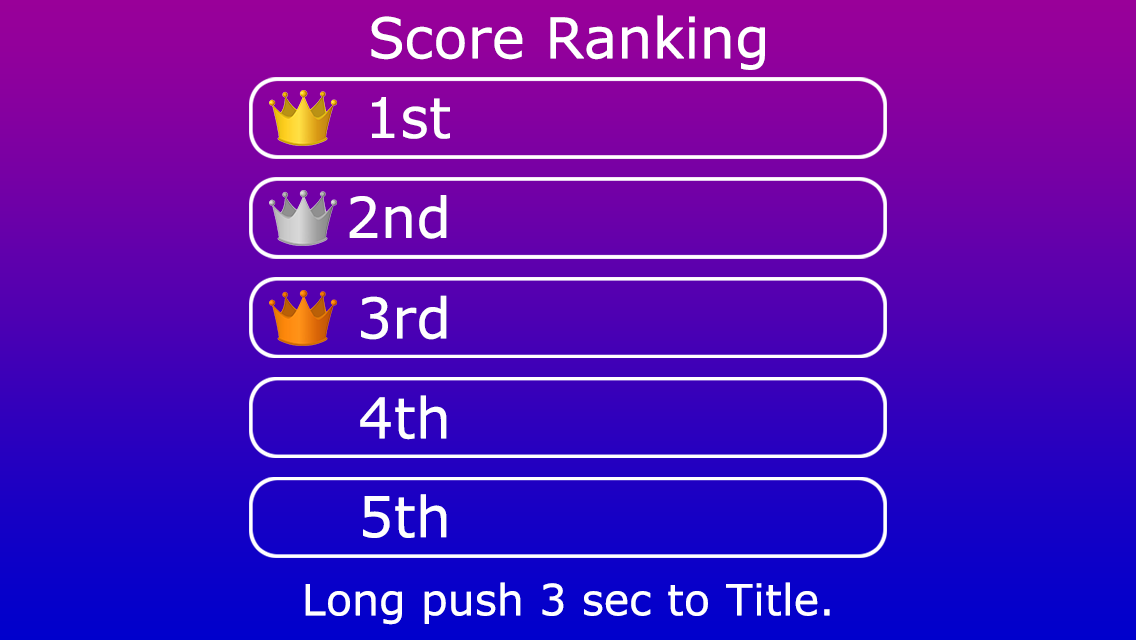 Score Ranking
1st
2nd
3rd
4th
5th
Long push 3 sec to Title.